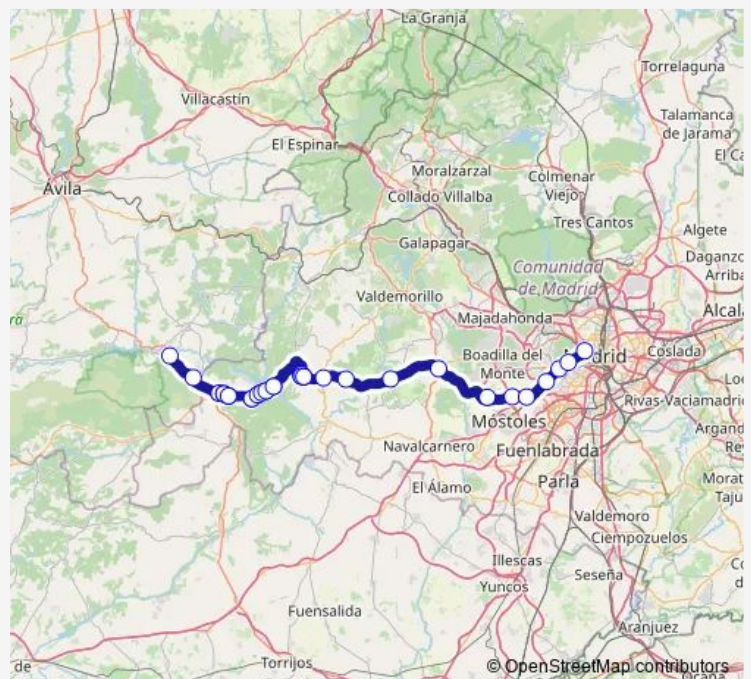 La Granja
Torrelaguna
Villacastín
Talamanca
de Jarama
El Espinar
Moralzarzal
Colmenar
Viejo
Collado Villalba
Ávila
Tres Cantos
Algete
Galapagar
Comunidad
de Madrid
Daganzo
Arriba
Valdemorillo
Majadahonda
Alcalá
Boadilla del
Monte
Coslada
Rivas-Vaciamadrid
Móstoles
Navalcarnero
Fuenlabrada
El Álamo
Parla
Valdemoro
Ciempozuelos
Illescas
Yuncos
Seseña
Fuensalida
Aranjuez
de
Torrijos
© OpenStreetMap contributors